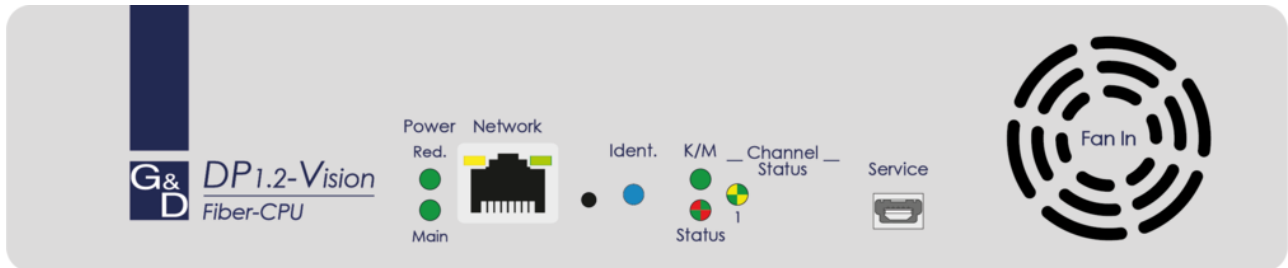 G&D
DP1.2-Vision
Fiber-CPU
Power
Red.
Main
Network
Ident.
K/M
Status
Channel
Status
1
Service
Fan In